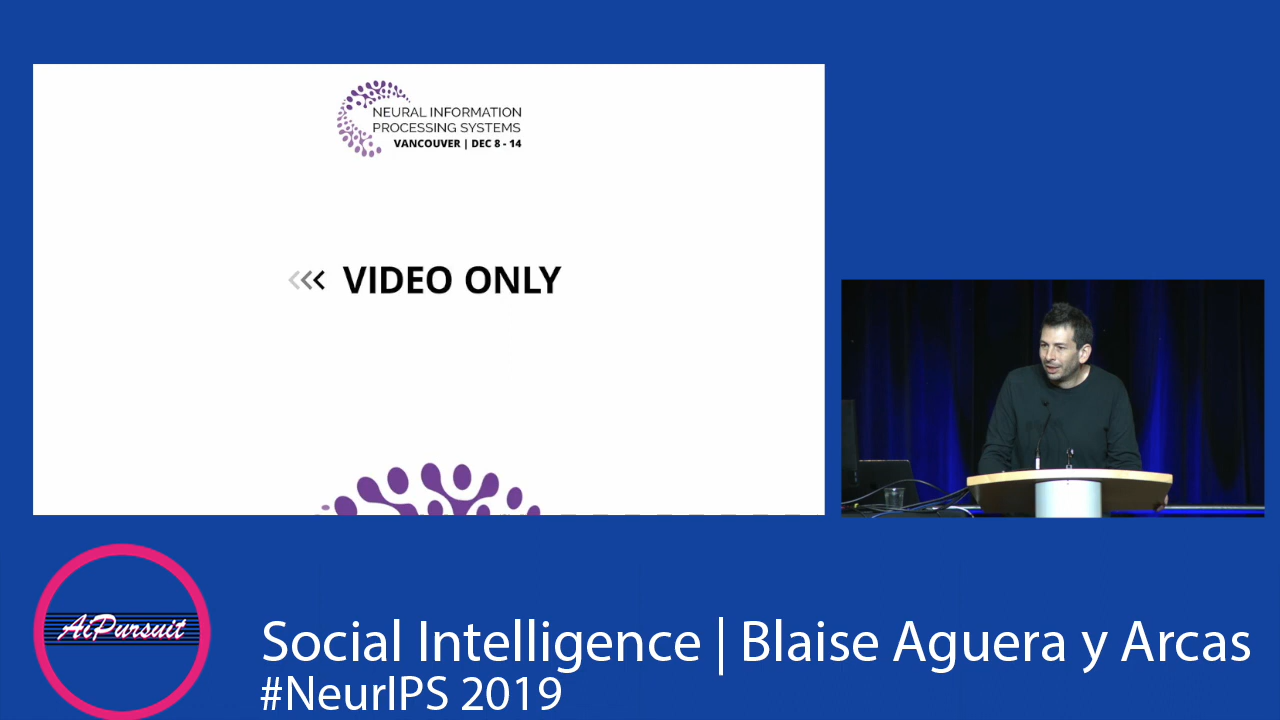 NEURAL INFORMATION
PROCESSING SYSTEMS
VANCOUVER | DEC 8 - 14
VIDEO ONLY
AiPursuit
Social Intelligence | Blaise Aguera y Arcas
#NeurIPS 2019